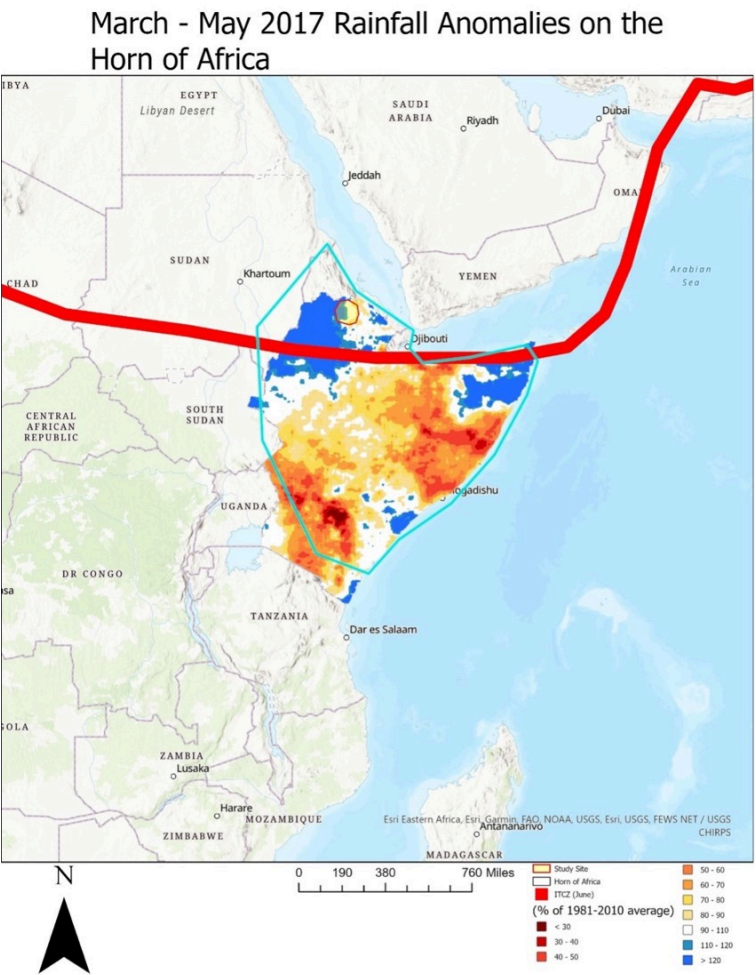 March - May 2017 Rainfall Anomalies on the
Horn of Africa
IBYA
EGYPT
Libyan Desert
SAUDI
ARABIA
Riyadh
Dubai
Jeddah
OMA
SUDAN
Khartoum
YEMEN
Arabian
Sea
CHAD
Djibouti
CENTRAL
AFRICAN
REPUBLIC
SOUTH
SUDAN
UGANDA
ogadishu
DR CONGO
sa
TANZANIA
Dar es Salaam
GOLA
ZAMBIA
Lusaka
Harare
MOZAMBIQUE
ZIMBABWE
Esri Eastern Africa, Esri, Garmin, FAO, NOAA, USGS, Esri, USGS, FEWS NET / USGS
CHIRPS
Antananarivo
MADAGASCAR
N
0 190 380 760 Miles
Study Site
Horn of Africa
ITCZ (June)
(% of 1981-2010 average)
< 30
30 - 40
40 - 50
50 - 60
60 - 70
70 - 80
80 - 90
90 - 110
110 - 120
> 120